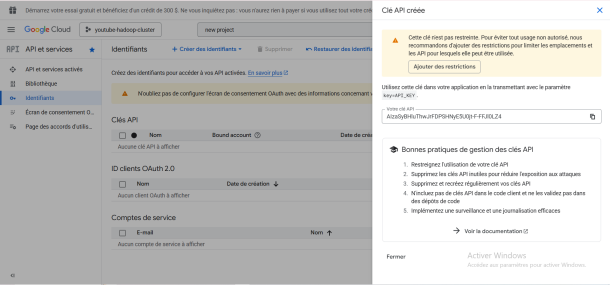 Démarrez votre essai gratuit et bénéficiez d'un crédit de 300 $. Ne vous inquiétez pas : vous n'aurez rien à payer si vous utilisez tout votre cré
Google Cloud
youtube-hadoop-cluster
new project
API
API et services
Identifiants
+ Créer des identifiants
Supprimer
Restaurer des identifiants
API et services activés
Bibliothèque
Identifiants
Écran de consentement O...
Page des accords d'utilis...
Créez des identifiants pour accéder à vos API activées. En savoir plus
N'oubliez pas de configurer l'écran de consentement OAuth avec des informations concernant v
Clés API
Nom
Bound account
Date de créa
Aucune clé API à afficher
ID clients OAuth 2.0
Nom
Date de création
Aucun client OAuth à afficher
Comptes de service
E-mail
Nom
Aucun compte de service à afficher
Clé API créée
Cette clé n'est pas restreinte. Pour éviter tout usage non autorisé, nous
recommandons d'ajouter des restrictions pour limiter les emplacements et
les API pour lesquels elle peut être utilisée.
Ajouter des restrictions
Utilisez cette clé dans votre application en la transmettant avec le paramètre
key=API_KEY.
Votre clé API
Bonnes pratiques de gestion des clés API
1. Restreignez l'utilisation de votre clé API
2. Supprimez les clés API inutiles pour réduire l'exposition aux attaques
3. Supprimez et recréez régulièrement vos clés API
4. N'incluez pas de clés API dans le code client et ne les validez pas dans
des dépôts de code
5. Implémentez une surveillance et une journalisation efficaces
Voir la documentation
Fermer
Activer Windows
Accédez aux paramètres pour activer Windows.